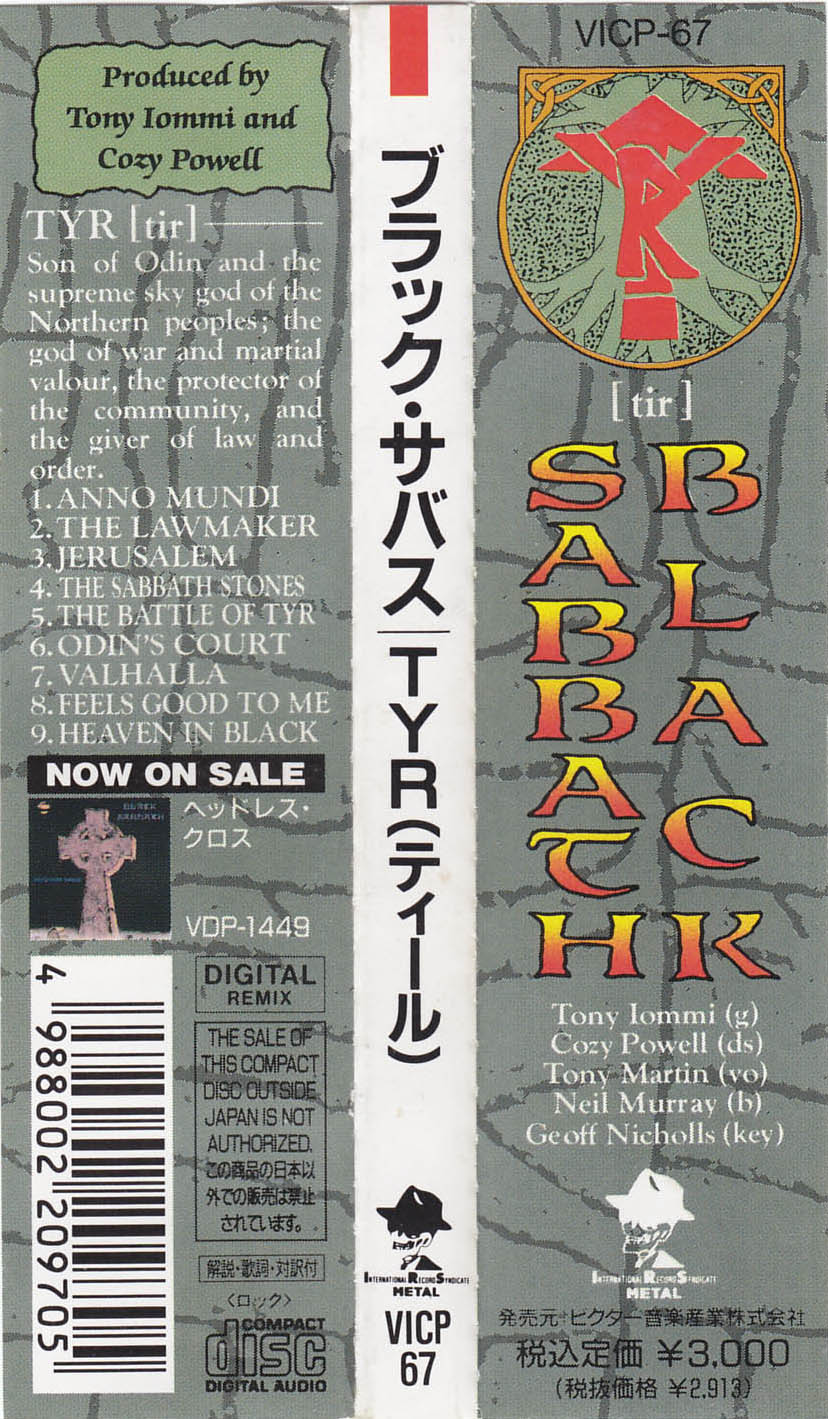 Produced by
Tony Iommi and
Cozy Powell
TYR [tir]
Son of Odin and the
supreme sky god of the
Northern peoples; the
god of war and martial
valour, the protector of
the community, and
the giver of law and
order.
1. ANNO MUNDI
2. THE LAWMAKER
3. JERUSALEM
4. THE SABBATH STONES
5. THE BATTLE OF TYR
6. ODIN'S COURT
7. VALHALLA
8. FEELS GOOD TO ME
9. HEAVEN IN BLACK
NOW ON SALE
BLACK
SABBATH
HEADLESS CROSS
ヘッドレス・
クロス
VDP-1449
4 988002 209705
DIGITAL
REMIX
THE SALE OF
THIS COMPACT
DISC OUTSIDE
JAPAN IS NOT
AUTHORIZED.
この商品の日本以
外での販売は禁止
されています。
解説・歌詞・対訳付
〈ロック〉
COMPACT
disc
DIGITAL AUDIO
ブラック・サバス/TYR(ティール)
INTERNATIONAL RECORD SYNDICATE
METAL
VICP
67
VICP-67
TYR
[tir]
BLACK
SABBATH
Tony Iommi (g)
Cozy Powell (ds)
Tony Martin (vo)
Neil Murray (b)
Geoff Nicholls (key)
INTERNATIONAL RECORD SYNDICATE
METAL
発売元・ビクター音楽産業株式会社
税込定価 ¥3,000
(税抜価格 ¥2,913)